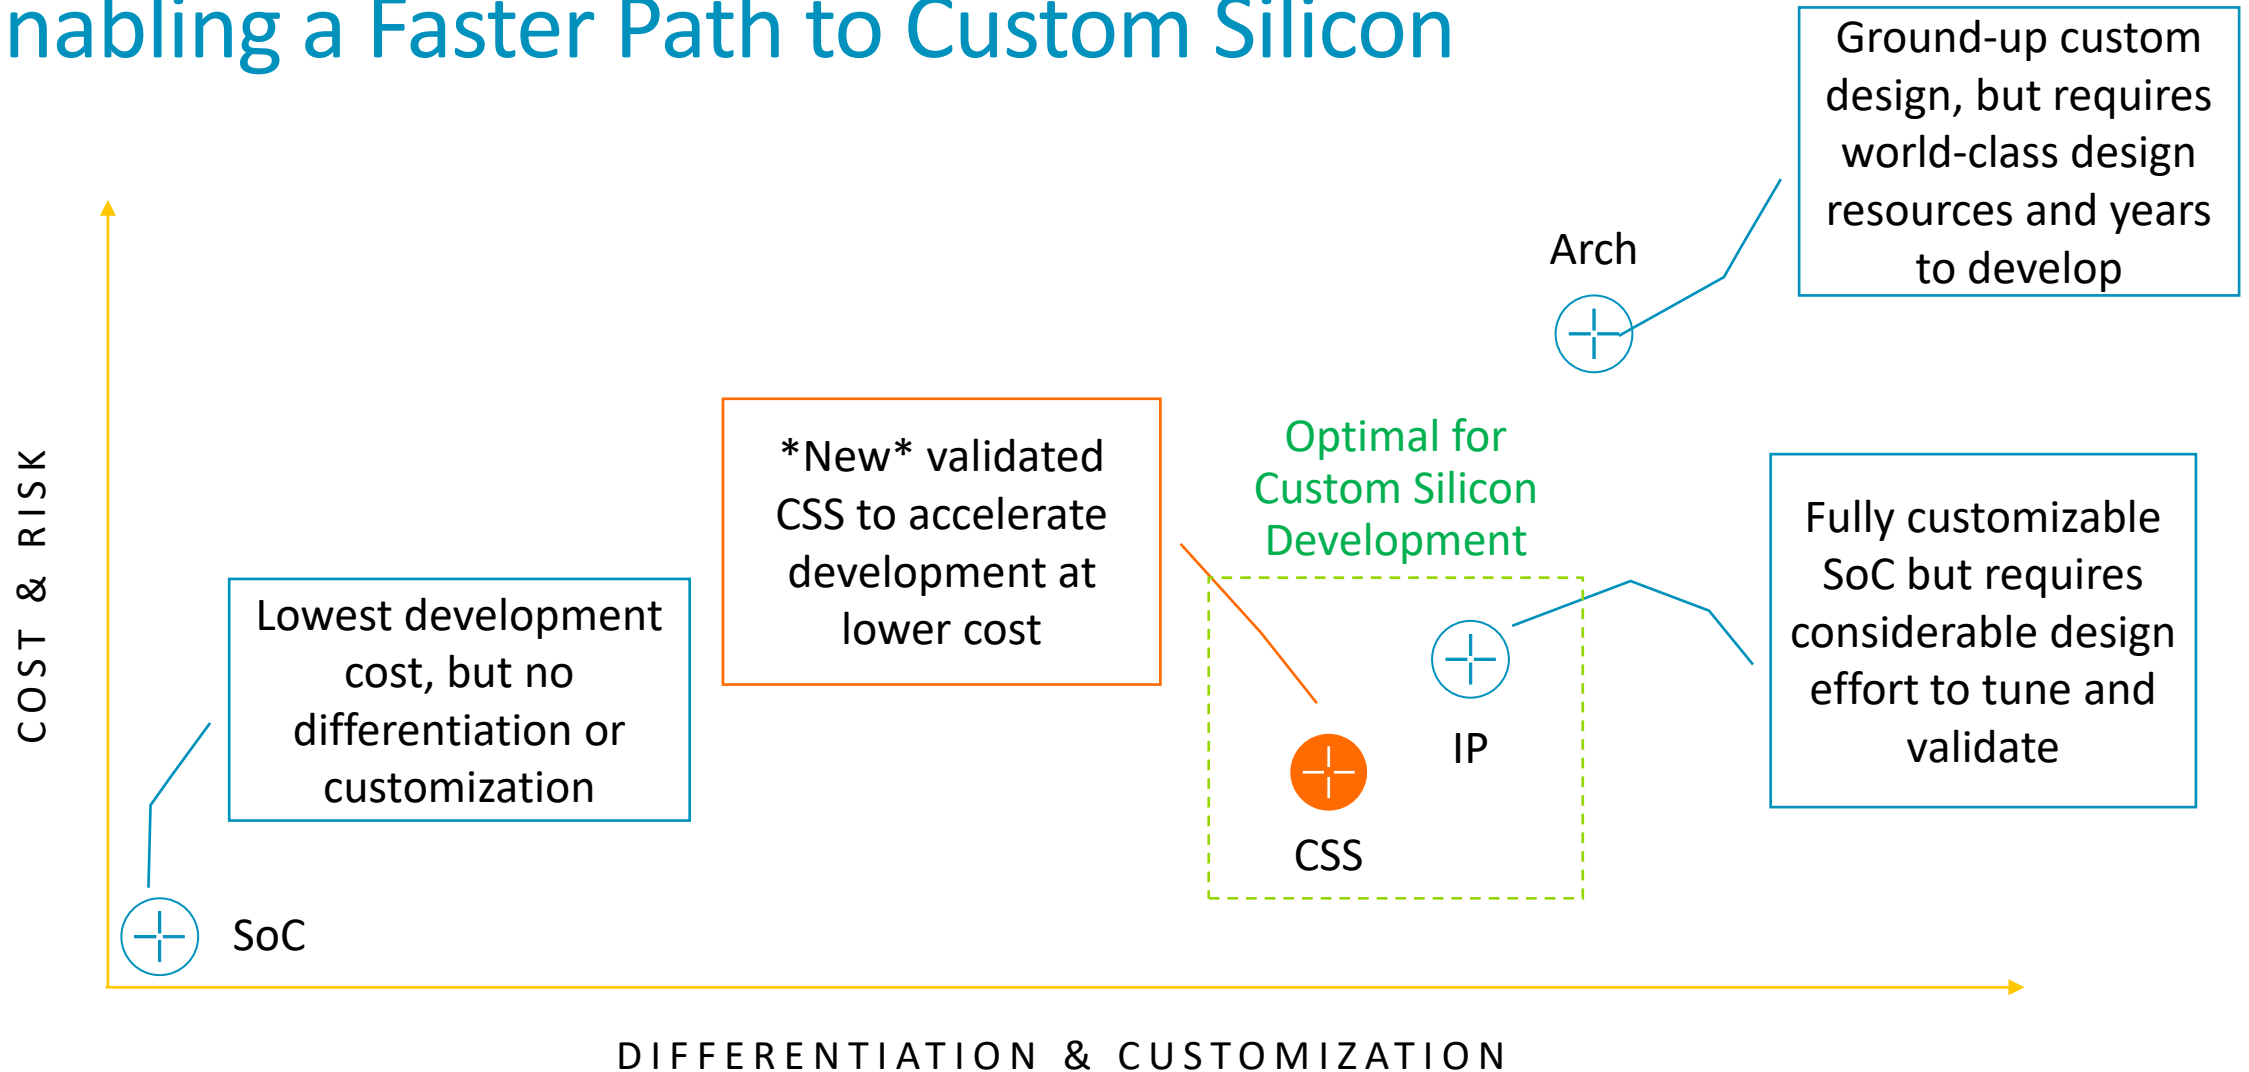 nabling a Faster Path to Custom Silicon
Ground-up custom
design, but requires
world-class design
resources and years
to develop
Arch
*New* validated
CSS to accelerate
development at
lower cost
Optimal for
Custom Silicon
Development
Fully customizable
SoC but requires
considerable design
effort to tune and
validate
IP
CSS
Lowest development
cost, but no
differentiation or
customization
SoC
COST & RISK
DIFFERENTIATION & CUSTOMIZATION